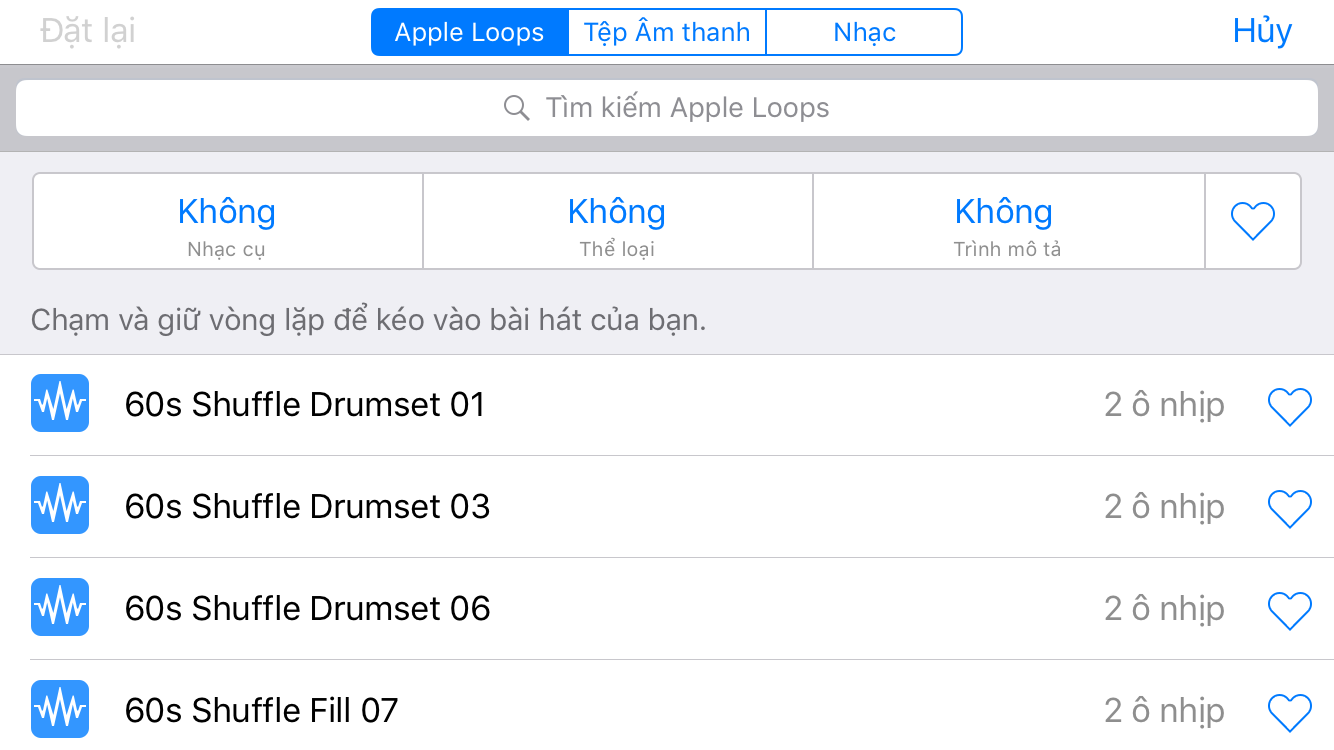 Đặt lại Apple Loops Tệp Âm thanh Nhạc Hủy
Tìm kiếm Apple Loops
Không Không Không
Nhạc cụ Thể loại Trình mô tả
Chạm và giữ vòng lặp để kéo vào bài hát của bạn.
60s Shuffle Drumset 01 2 ô nhịp
60s Shuffle Drumset 03 2 ô nhịp
60s Shuffle Drumset 06 2 ô nhịp
60s Shuffle Fill 07 2 ô nhịp